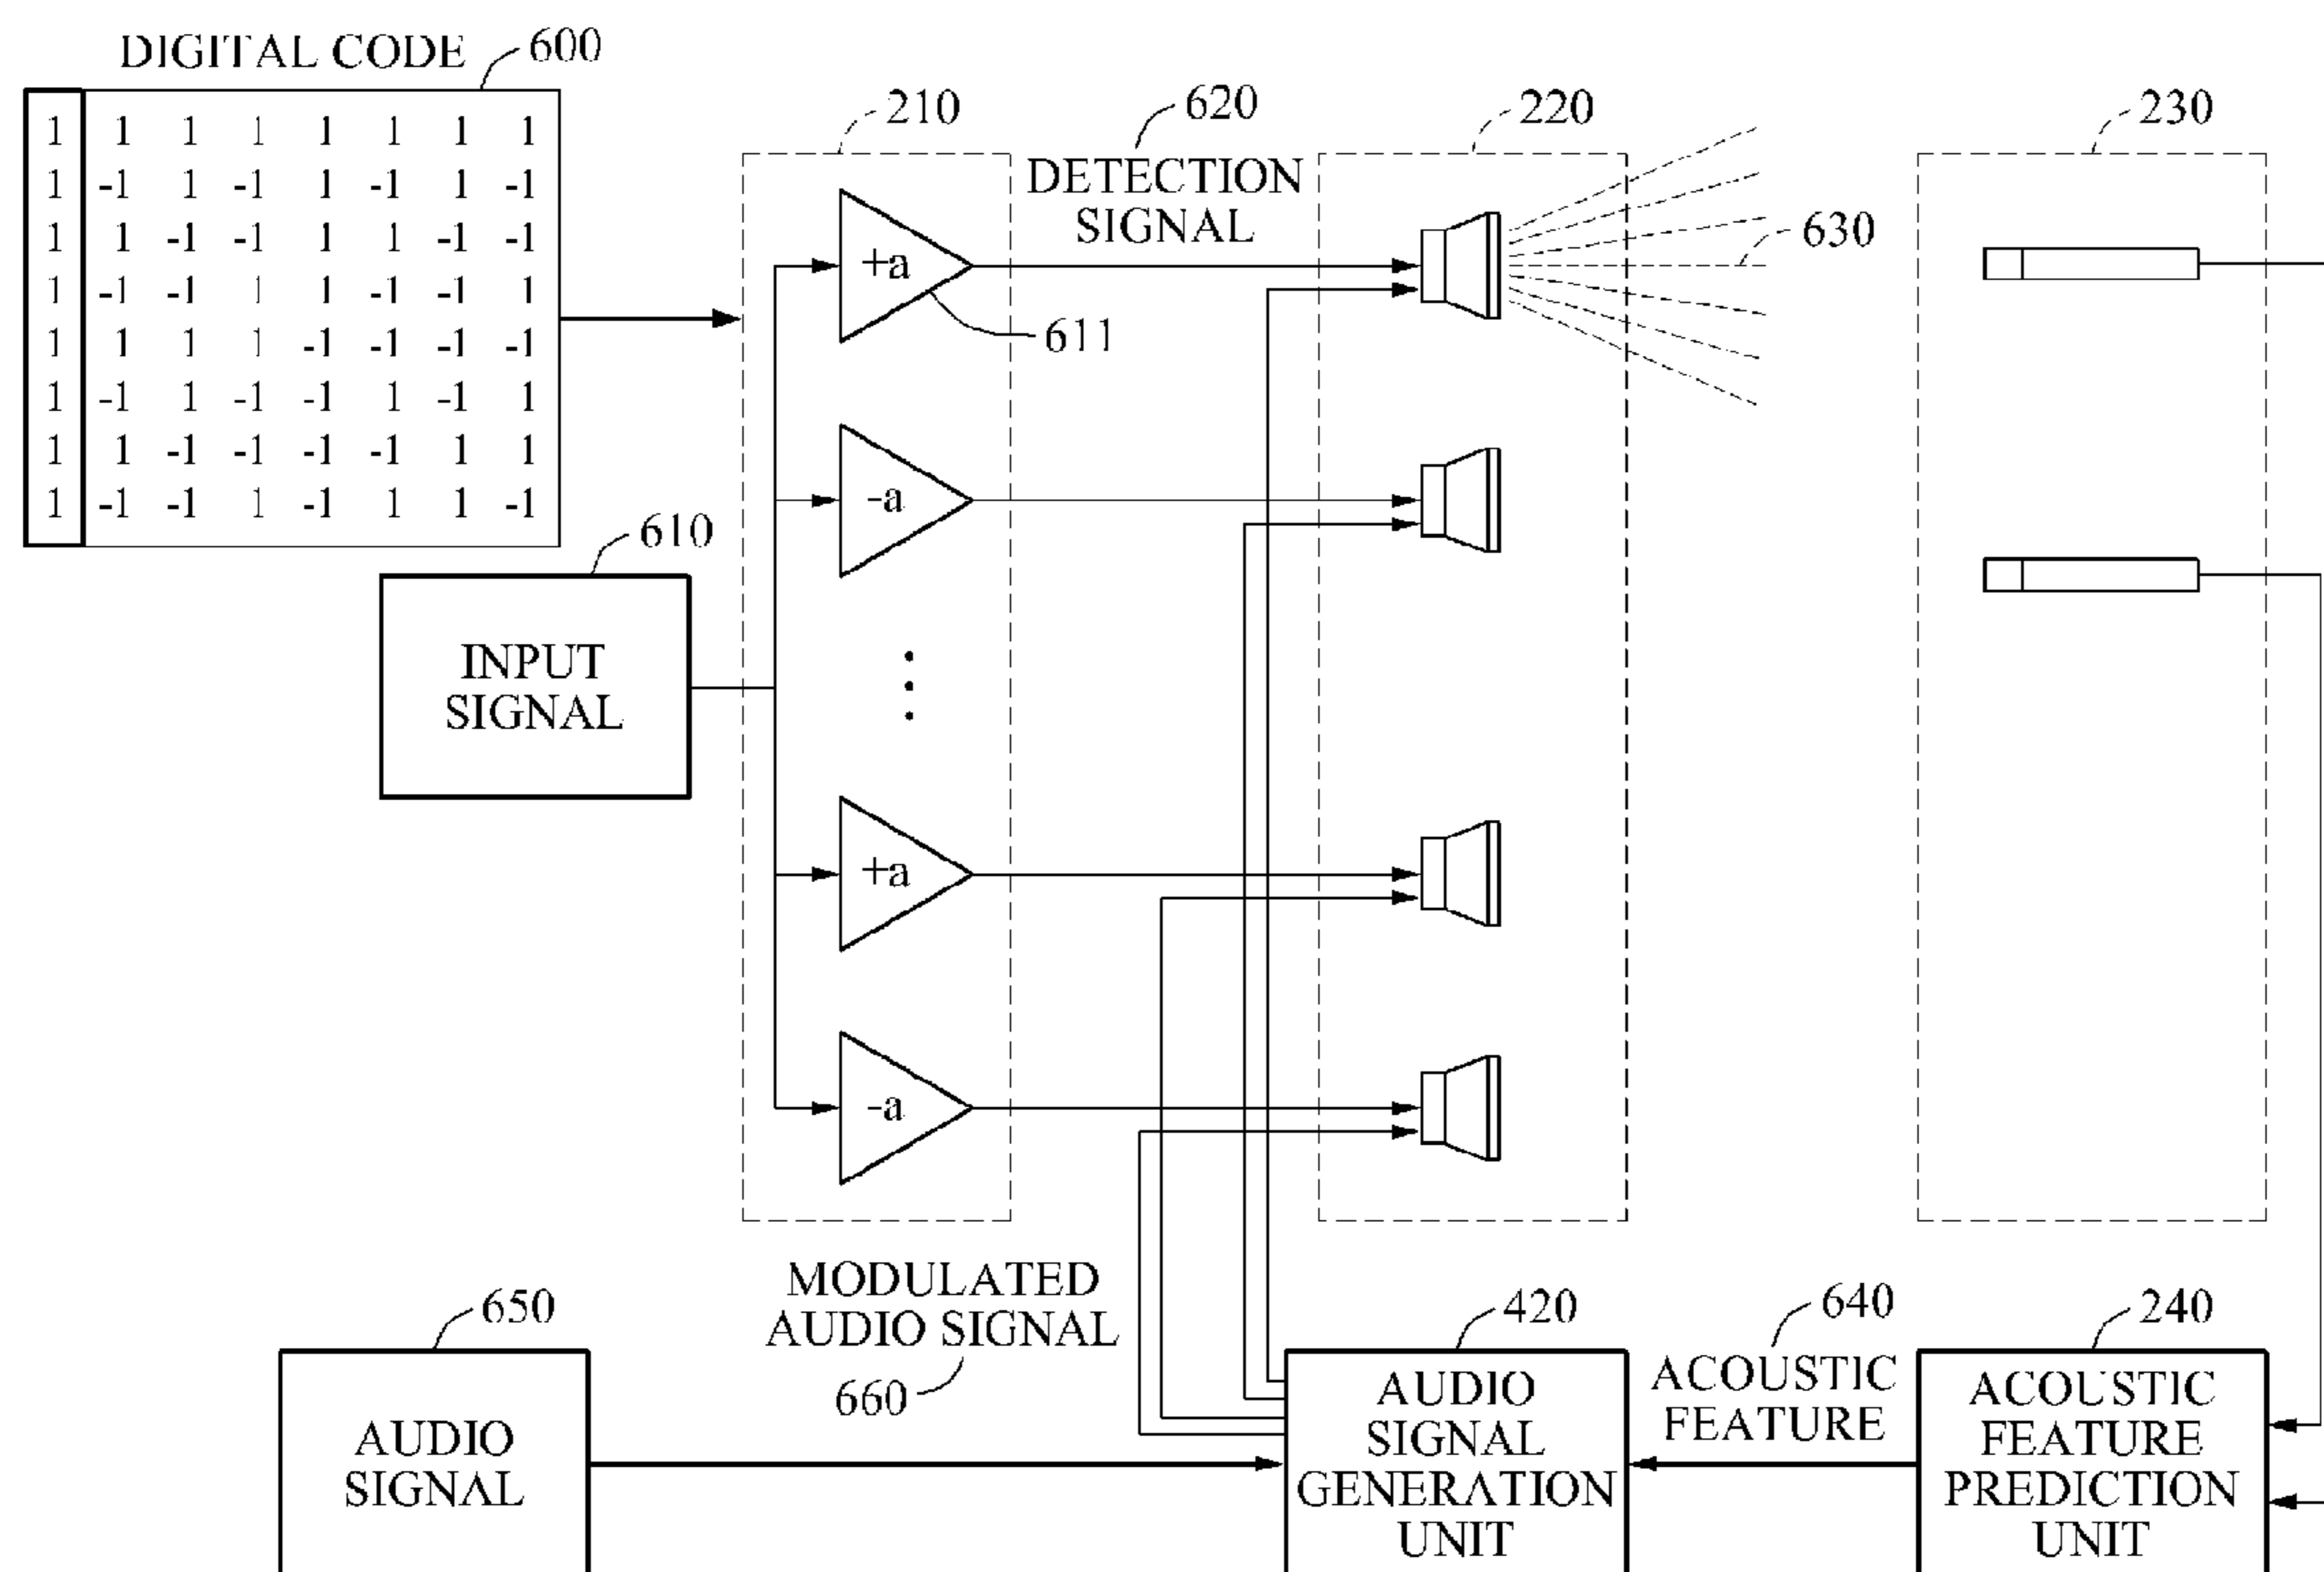 DIGITAL CODE 600
1 1 1 1 1 1 1 1
1 -1 1 -1 1 -1 1 -1
1 1 -1 -1 1 1 -1 -1
1 -1 -1 1 1 -1 -1 1
1 1 1 1 -1 -1 -1 -1
1 -1 1 -1 -1 1 -1 1
1 1 -1 -1 -1 -1 1 1
1 -1 -1 1 -1 1 1 -1
210
620
DETECTION
SIGNAL
220
230
630
+a
611
-a
610
INPUT
SIGNAL
+a
-a
MODULATED
AUDIO SIGNAL
660
650
AUDIO
SIGNAL
420
AUDIO
SIGNAL
GENERATION
UNIT
640
ACOUSTIC
FEATURE
240
ACOUSTIC
FEATURE
PREDICTION
UNIT